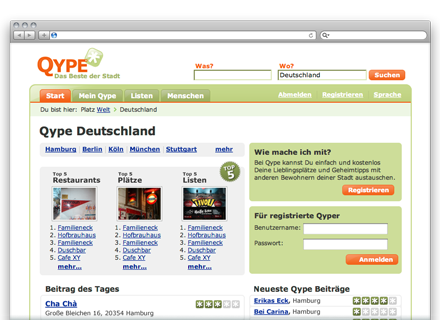 QYPE
Das Beste der Stadt
Was?
Wo?
Deutschland
Suchen
Start
Mein Qype
Listen
Menschen
Abmelden
Registrieren
Sprache
Du bist hier: Platz Welt > Deutschland
Qype Deutschland
Hamburg | Berlin | Köln | München | Stuttgart mehr
TOP 5
Top 5
Restaurants
1. Familieneck
2. Hofbrauhaus
3. Familieneck
4. Duschbar
5. Cafe XY
mehr...
Top 5
Plätze
1. Familieneck
2. Hofbrauhaus
3. Familieneck
4. Duschbar
5. Cafe XY
mehr...
Top 5
Listen
TIVOLI
1. Familieneck
2. Hofbrauhaus
3. Familieneck
4. Duschbar
5. Cafe XY
mehr...
Wie mache ich mit?
Bei Qype kannst Du einfach und kostenlos
Deine Lieblingsplätze und Geheimtipps mit
anderen Bewohnern deiner Stadt austauschen.
Registrieren
Für registrierte Qyper
Benutzername:
Passwort:
Anmelden
Beitrag des Tages
Cha Chà
Große Bleichen 16, 20354 Hamburg
Neueste Qype Beiträge
Erikas Eck, Hamburg
Bei Carina, Hamburg